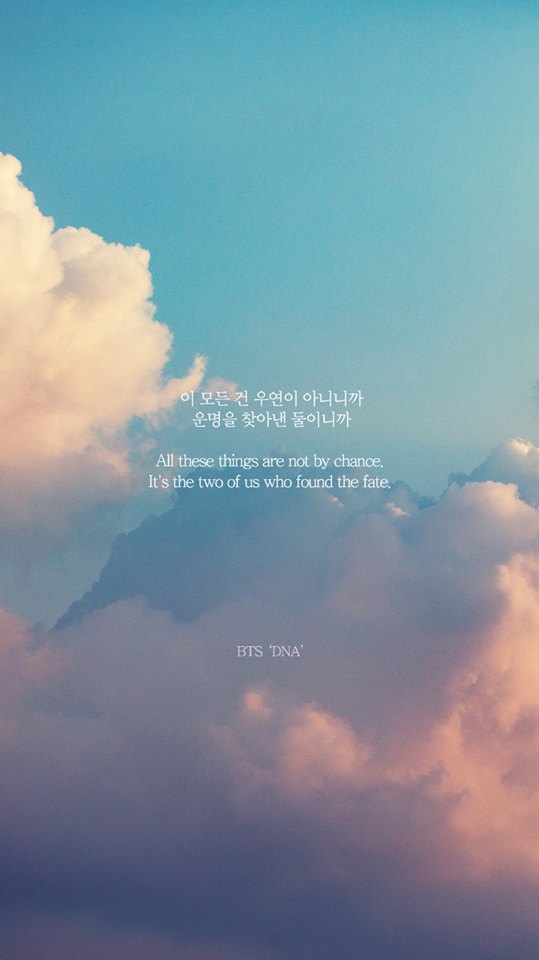 이 모든 건 우연이 아니니까
운명을 찾아낸 둘이니까
All these things are not by chance.
It's the two of us who found the fate.
BTS ‘DNA’